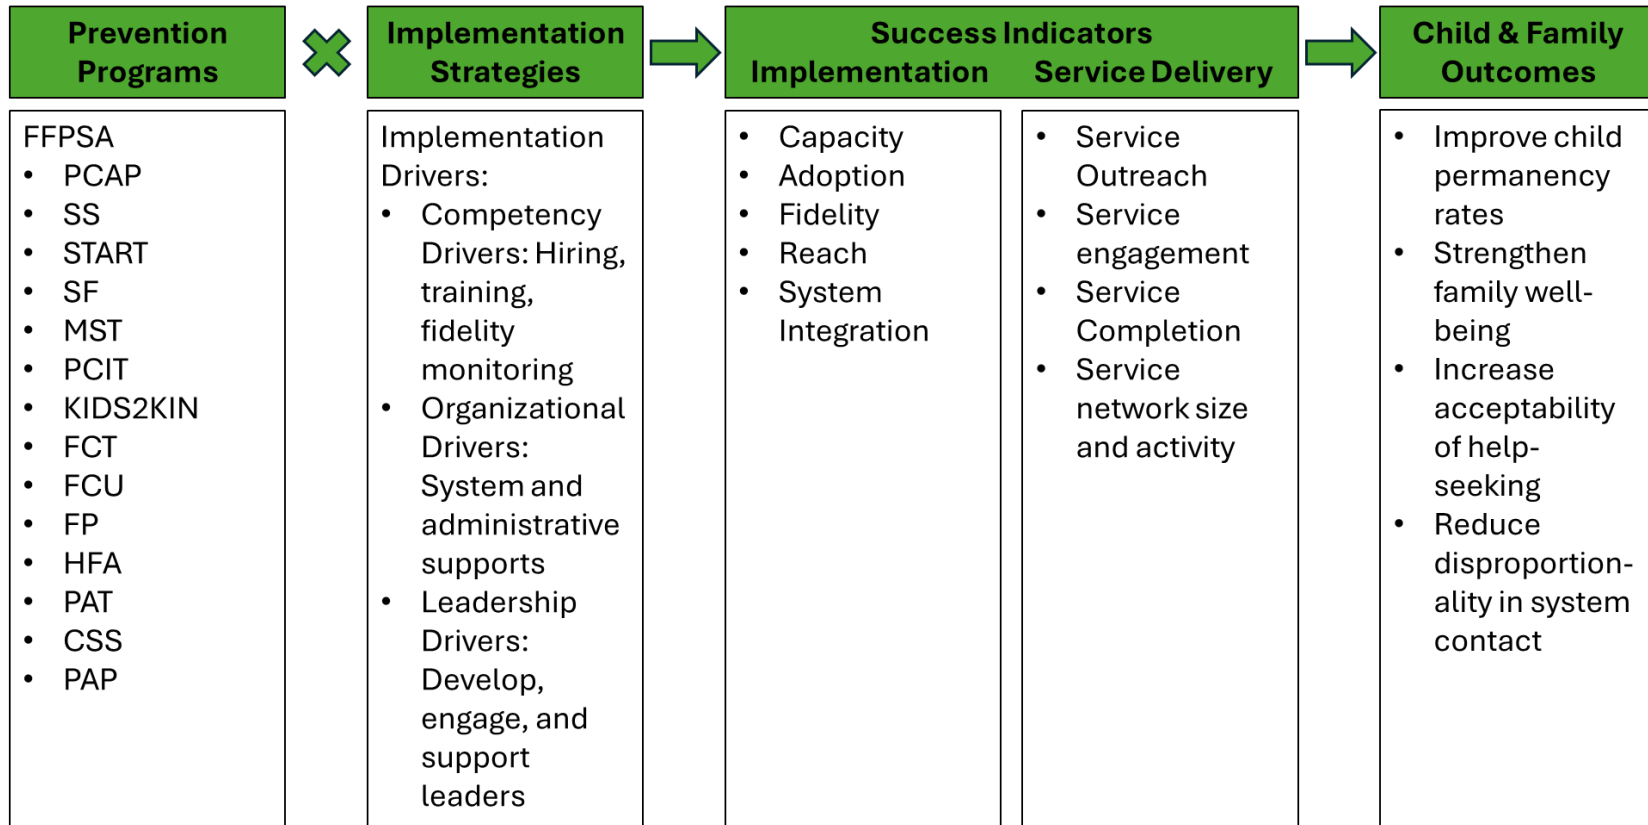 Prevention
Programs
Implementation
Strategies
Success Indicators
Implementation Service Delivery
Child & Family
Outcomes
FFPSA
• PCAP
• SS
• START
• SF
• MST
• PCIT
• KIDS2KIN
• FCT
• FCU
• FP
• HFA
• PAT
• CSS
• PAP
Implementation
Drivers:
• Competency
Drivers: Hiring,
training,
fidelity
monitoring
• Organizational
Drivers:
System and
administrative
supports
• Leadership
Drivers:
Develop,
engage, and
support
leaders
• Capacity
• Adoption
• Fidelity
• Reach
• System
Integration
• Service
Outreach
• Service
engagement
• Service
Completion
• Service
network size
and activity
• Improve child
permanency
rates
• Strengthen
family well-
being
• Increase
acceptability
of help-
seeking
• Reduce
disproportion-
ality in system
contact